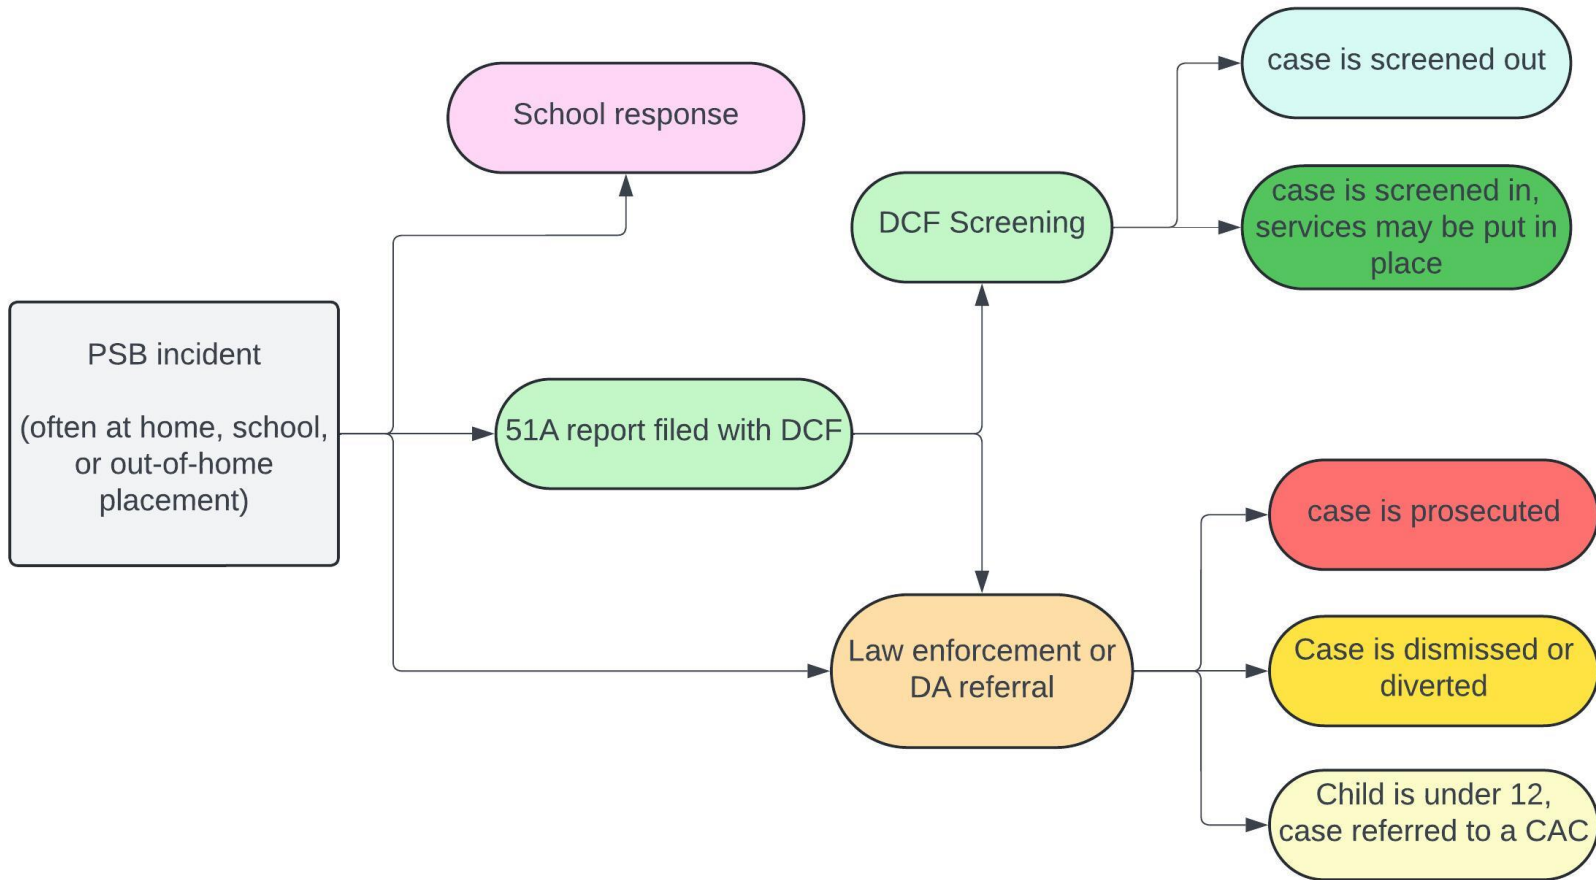 case is screened out
School response
case is screened in,
services may be put in
place
DCF Screening
PSB incident
(often at home, school,
or out-of-home
placement)
51A report filed with DCF
case is prosecuted
Law enforcement or
DA referral
Case is dismissed or
diverted
Child is under 12,
case referred to a CAC